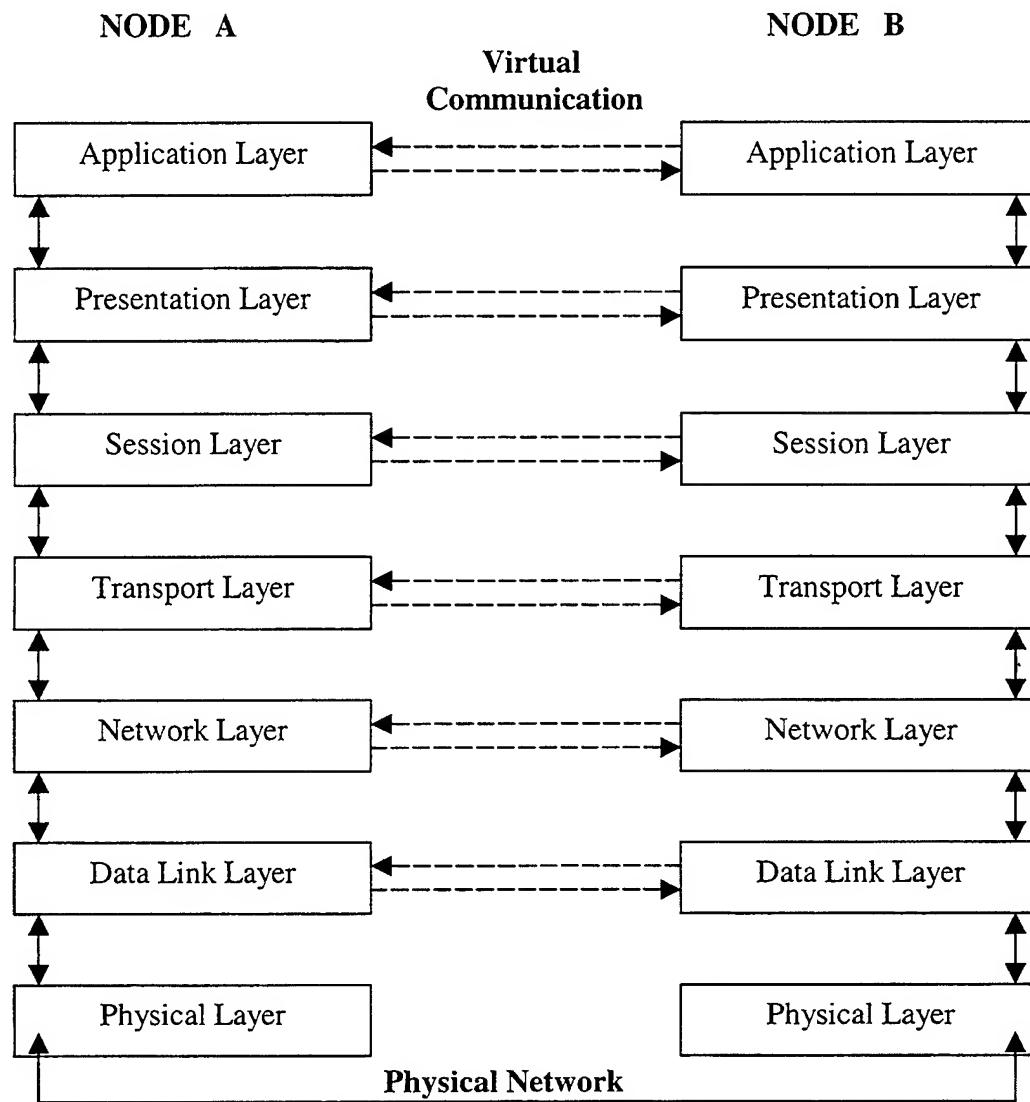 NODE A
NODE B
Virtual
Communication
Application Layer
Application Layer
Presentation Layer
Presentation Layer
Session Layer
Session Layer
Transport Layer
Transport Layer
Network Layer
Network Layer
Data Link Layer
Data Link Layer
Physical Layer
Physical Layer
Physical Network